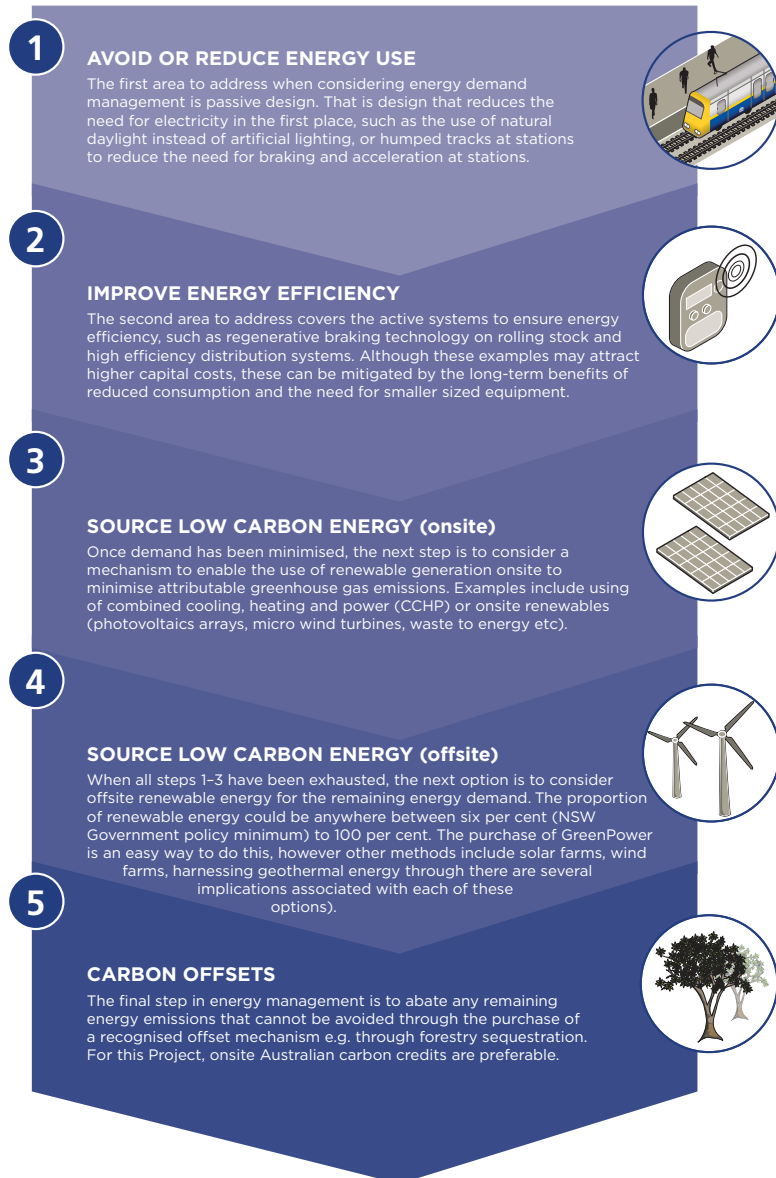 1
AVOID OR REDUCE ENERGY USE
The first area to address when considering energy demand
management is passive design. That is design that reduces the
need for electricity in the first place, such as the use of natural
daylight instead of artificial lighting, or humped tracks at stations
to reduce the need for braking and acceleration at stations.
2
IMPROVE ENERGY EFFICIENCY
The second area to address covers the active systems to ensure energy
efficiency, such as regenerative braking technology on rolling stock and
high efficiency distribution systems. Although these examples may attract
higher capital costs, these can be mitigated by the long-term benefits of
reduced consumption and the need for smaller sized equipment.
3
SOURCE LOW CARBON ENERGY (onsite)
Once demand has been minimised, the next step is to consider a
mechanism to enable the use of renewable generation onsite to
minimise attributable greenhouse gas emissions. Examples include using
of combined cooling, heating and power (CCHP) or onsite renewables
(photovoltaics arrays, micro wind turbines, waste to energy etc).
4
SOURCE LOW CARBON ENERGY (offsite)
When all steps 1–3 have been exhausted, the next option is to consider
offsite renewable energy for the remaining energy demand. The proportion
of renewable energy could be anywhere between six per cent (NSW
Government policy minimum) to 100 per cent. The purchase of GreenPower
is an easy way to do this, however other methods include solar farms, wind
farms, harnessing geothermal energy through there are several
implications associated with each of these
options).
5
CARBON OFFSETS
The final step in energy management is to abate any remaining
energy emissions that cannot be avoided through the purchase of
a recognised offset mechanism e.g. through forestry sequestration.
For this Project, onsite Australian carbon credits are preferable.